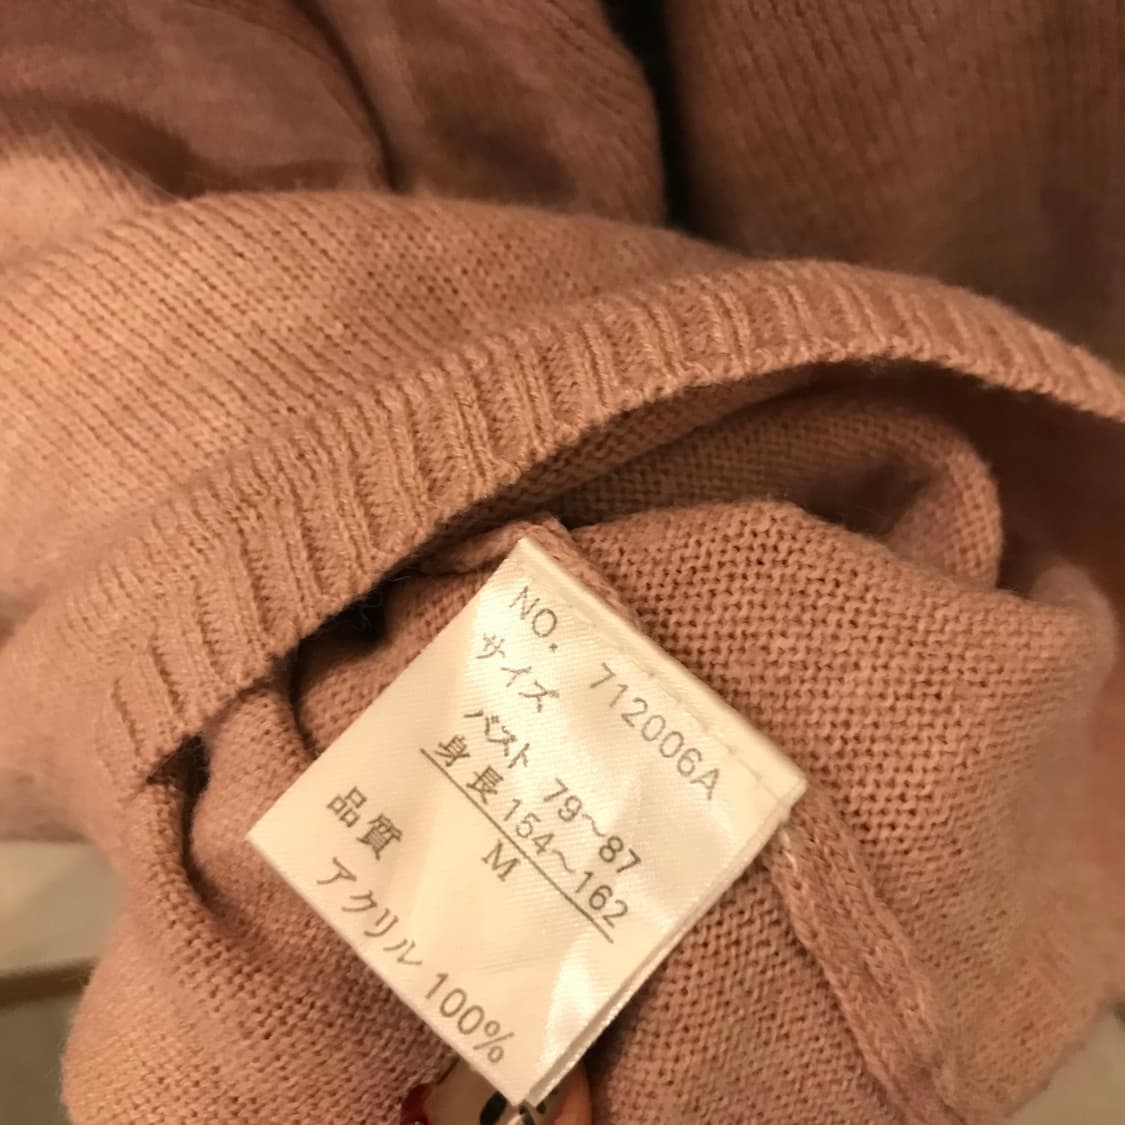 NO. 712006A
サイズ
バスト 79〜87
身長 154〜162
M
品質
アクリル 100%